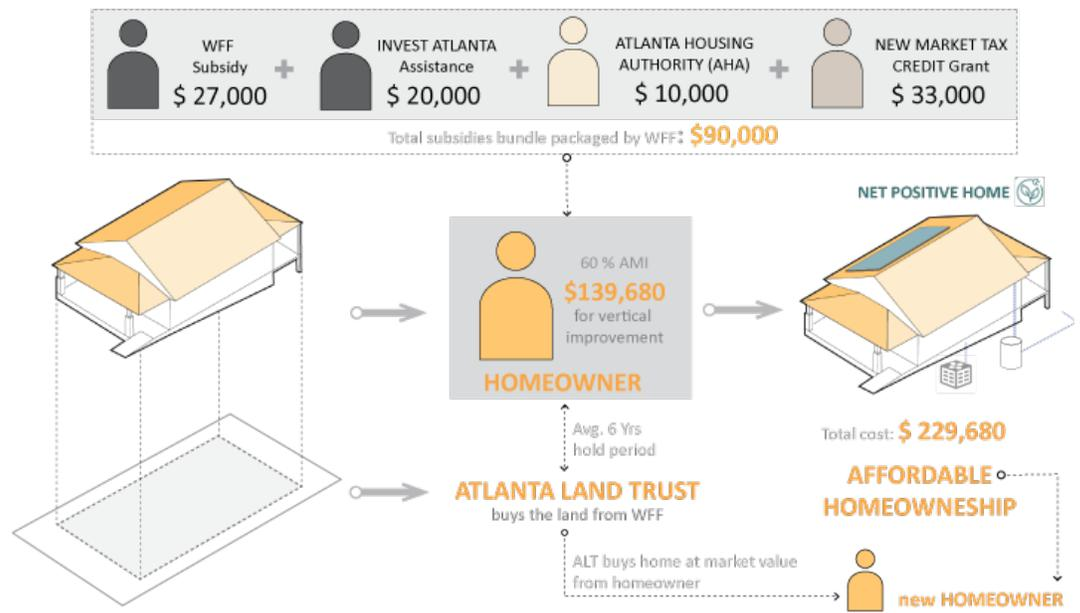 WFF
Subsidy
$ 27,000
+
INVEST ATLANTA
Assistance
$ 20,000
+
ATLANTA HOUSING
AUTHORITY (AHA)
$ 10,000
+
NEW MARKET TAX
CREDIT Grant
$ 33,000
Total subsidies bundle packaged by WFF: $90,000
NET POSITIVE HOME
60 % AMI
$139,680
for vertical
improvement
HOMEOWNER
Avg. 6 Yrs
hold period
Total cost: $ 229,680
ATLANTA LAND TRUST
buys the land from WFF
AFFORDABLE
HOMEOWNESHIP
ALT buys home at market value
from homeowner
new HOMEOWNER